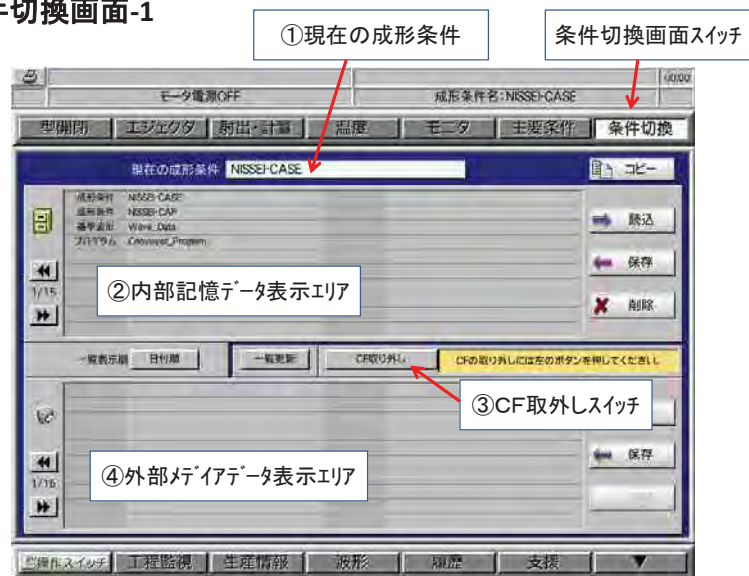 件切換画面-1
①現在の成形条件
条件切換画面スイッチ
00:00
モータ電源OFF
成形条件名:NISSEI-CASE
型開閉 エジェクタ 射出・計量 温度 モニタ 主要条件 条件切換
現在の成形条件 NISSEI-CASE コピー
成形条件 NISSEI-CASE
成形条件 NISSEI-CAP
基準波形 Wave_Data
プログラム Conveyor_Program
読込
保存
1/16
②内部記憶ﾃﾞｰﾀ表示エリア
削除
一覧表示順 日付順 一覧更新 CF取り外し CFの取り外しには左のボタンを押してください。
③CF取外しスイッチ
④外部ﾒﾃﾞｨｱﾃﾞｰﾀ表示エリア
保存
1/16
操作スイッチ 工程監視 生産情報 波形 履歴 支援 ▼